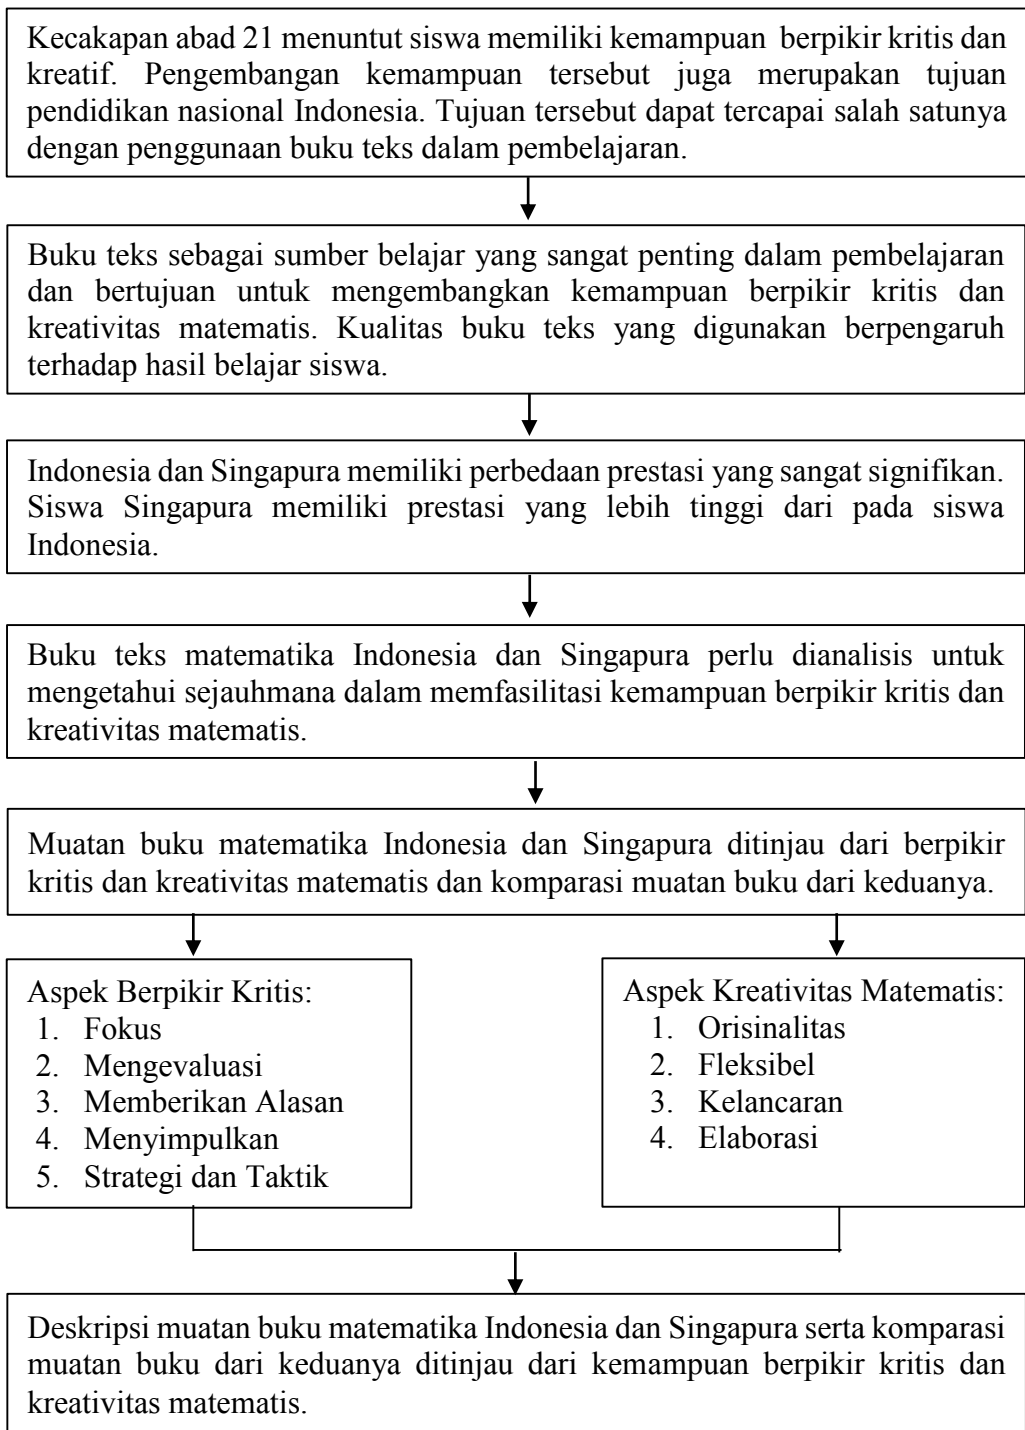 Kecakapan abad 21 menuntut siswa memiliki kemampuan berpikir kritis dan
kreatif. Pengembangan kemampuan tersebut juga merupakan tujuan
pendidikan nasional Indonesia. Tujuan tersebut dapat tercapai salah satunya
dengan penggunaan buku teks dalam pembelajaran.
Buku teks sebagai sumber belajar yang sangat penting dalam pembelajaran
dan bertujuan untuk mengembangkan kemampuan berpikir kritis dan
kreativitas matematis. Kualitas buku teks yang digunakan berpengaruh
terhadap hasil belajar siswa.
Indonesia dan Singapura memiliki perbedaan prestasi yang sangat signifikan.
Siswa Singapura memiliki prestasi yang lebih tinggi dari pada siswa
Indonesia.
Buku teks matematika Indonesia dan Singapura perlu dianalisis untuk
mengetahui sejauhmana dalam memfasilitasi kemampuan berpikir kritis dan
kreativitas matematis.
Muatan buku matematika Indonesia dan Singapura ditinjau dari berpikir
kritis dan kreativitas matematis dan komparasi muatan buku dari keduanya.
Aspek Berpikir Kritis:
1. Fokus
2. Mengevaluasi
3. Memberikan Alasan
4. Menyimpulkan
5. Strategi dan Taktik
Aspek Kreativitas Matematis:
1. Orisinalitas
2. Fleksibel
3. Kelancaran
4. Elaborasi
Deskripsi muatan buku matematika Indonesia dan Singapura serta komparasi
muatan buku dari keduanya ditinjau dari kemampuan berpikir kritis dan
kreativitas matematis.